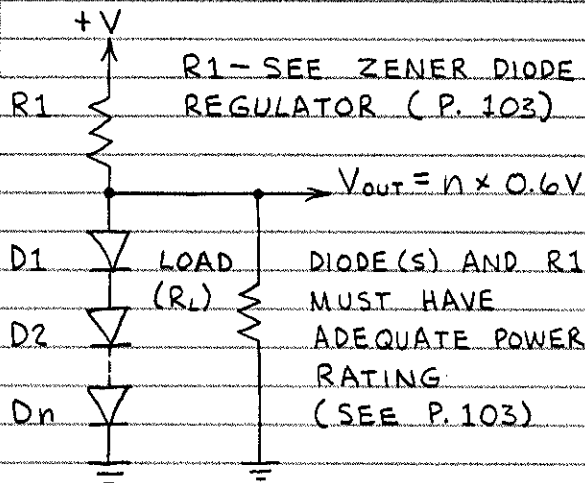 +V
R1 - SEE ZENER DIODE
REGULATOR (P. 103)
R1
VOUT = n × 0.6V
D1
LOAD
(RL)
DIODE(S) AND R1
MUST HAVE
ADEQUATE POWER
RATING
(SEE P. 103)
D2
Dn